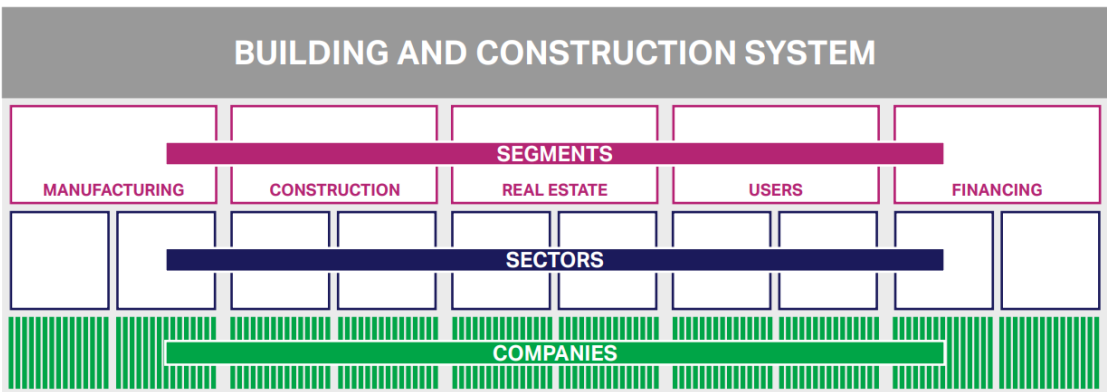 BUILDING AND CONSTRUCTION SYSTEM
SEGMENTS
MANUFACTURING CONSTRUCTION REAL ESTATE USERS FINANCING
SECTORS
COMPANIES